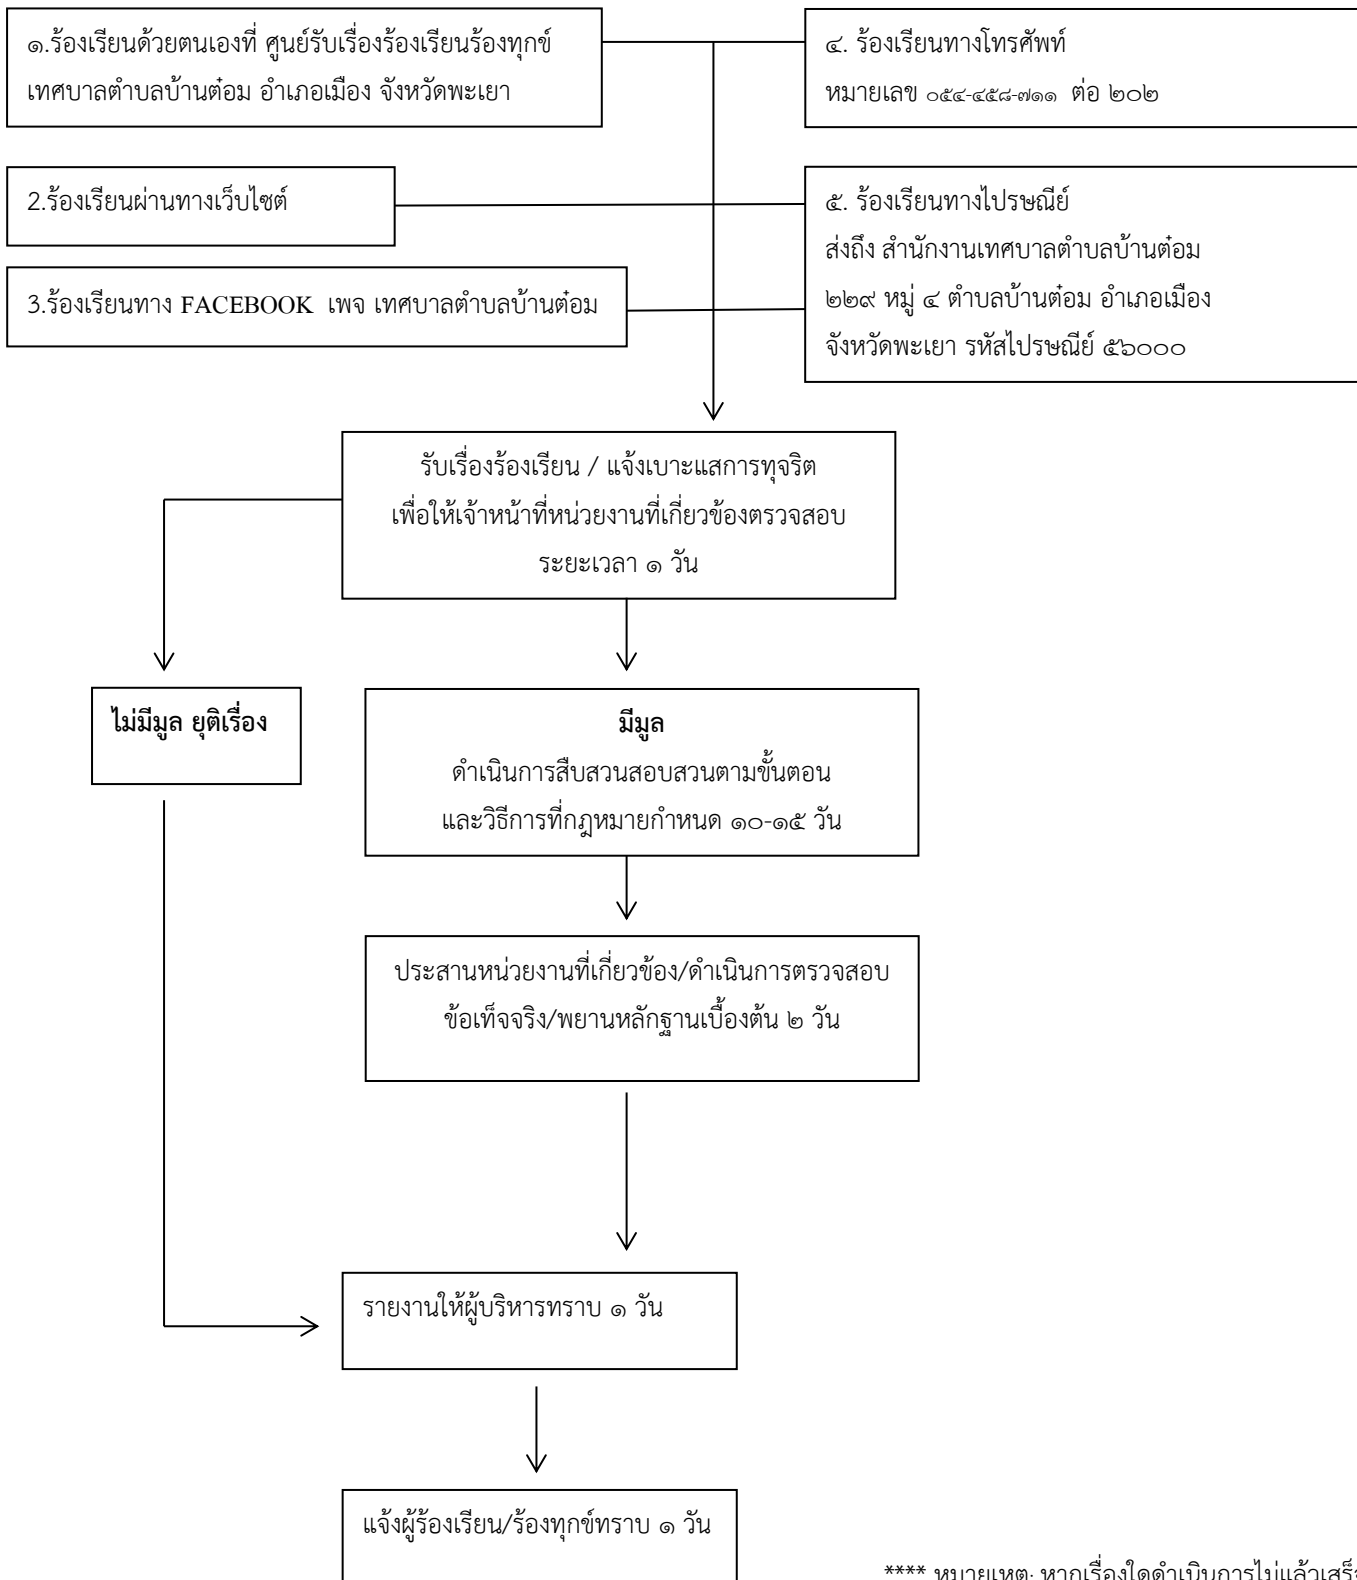 ๑.ร้องเรียนด้วยตนเองที่ ศูนย์รับเรื่องร้องเรียนร้องทุกข์
เทศบาลตำบลบ้านต๋อม อำเภอเมือง จังหวัดพะเยา
2.ร้องเรียนผ่านทางเว็บไซต์
3.ร้องเรียนทาง FACEBOOK เพจ เทศบาลตำบลบ้านต๋อม
๔. ร้องเรียนทางโทรศัพท์
หมายเลข ๐๕๔-๔๕๘-๗๑๑ ต่อ ๒๐๒
๕. ร้องเรียนทางไปรษณีย์
ส่งถึง สำนักงานเทศบาลตำบลบ้านต๋อม
๒๒๙ หมู่ ๔ ตำบลบ้านต๋อม อำเภอเมือง
จังหวัดพะเยา รหัสไปรษณีย์ ๕๖๐๐๐
รับเรื่องร้องเรียน / แจ้งเบาะแสการทุจริต
เพื่อให้เจ้าหน้าที่หน่วยงานที่เกี่ยวข้องตรวจสอบ
ระยะเวลา ๑ วัน
ไม่มีมูล ยุติเรื่อง
มีมูล
ดำเนินการสืบสวนสอบสวนตามขั้นตอน
และวิธีการที่กฎหมายกำหนด ๑๐-๑๕ วัน
ประสานหน่วยงานที่เกี่ยวข้อง/ดำเนินการตรวจสอบ
ข้อเท็จจริง/พยานหลักฐานเบื้องต้น ๒ วัน
รายงานให้ผู้บริหารทราบ ๑ วัน
แจ้งผู้ร้องเรียน/ร้องทุกข์ทราบ ๑ วัน
**** หมายเหตุ: หากเรื่องใดดำเนินการไม่แล้วเสร็จ